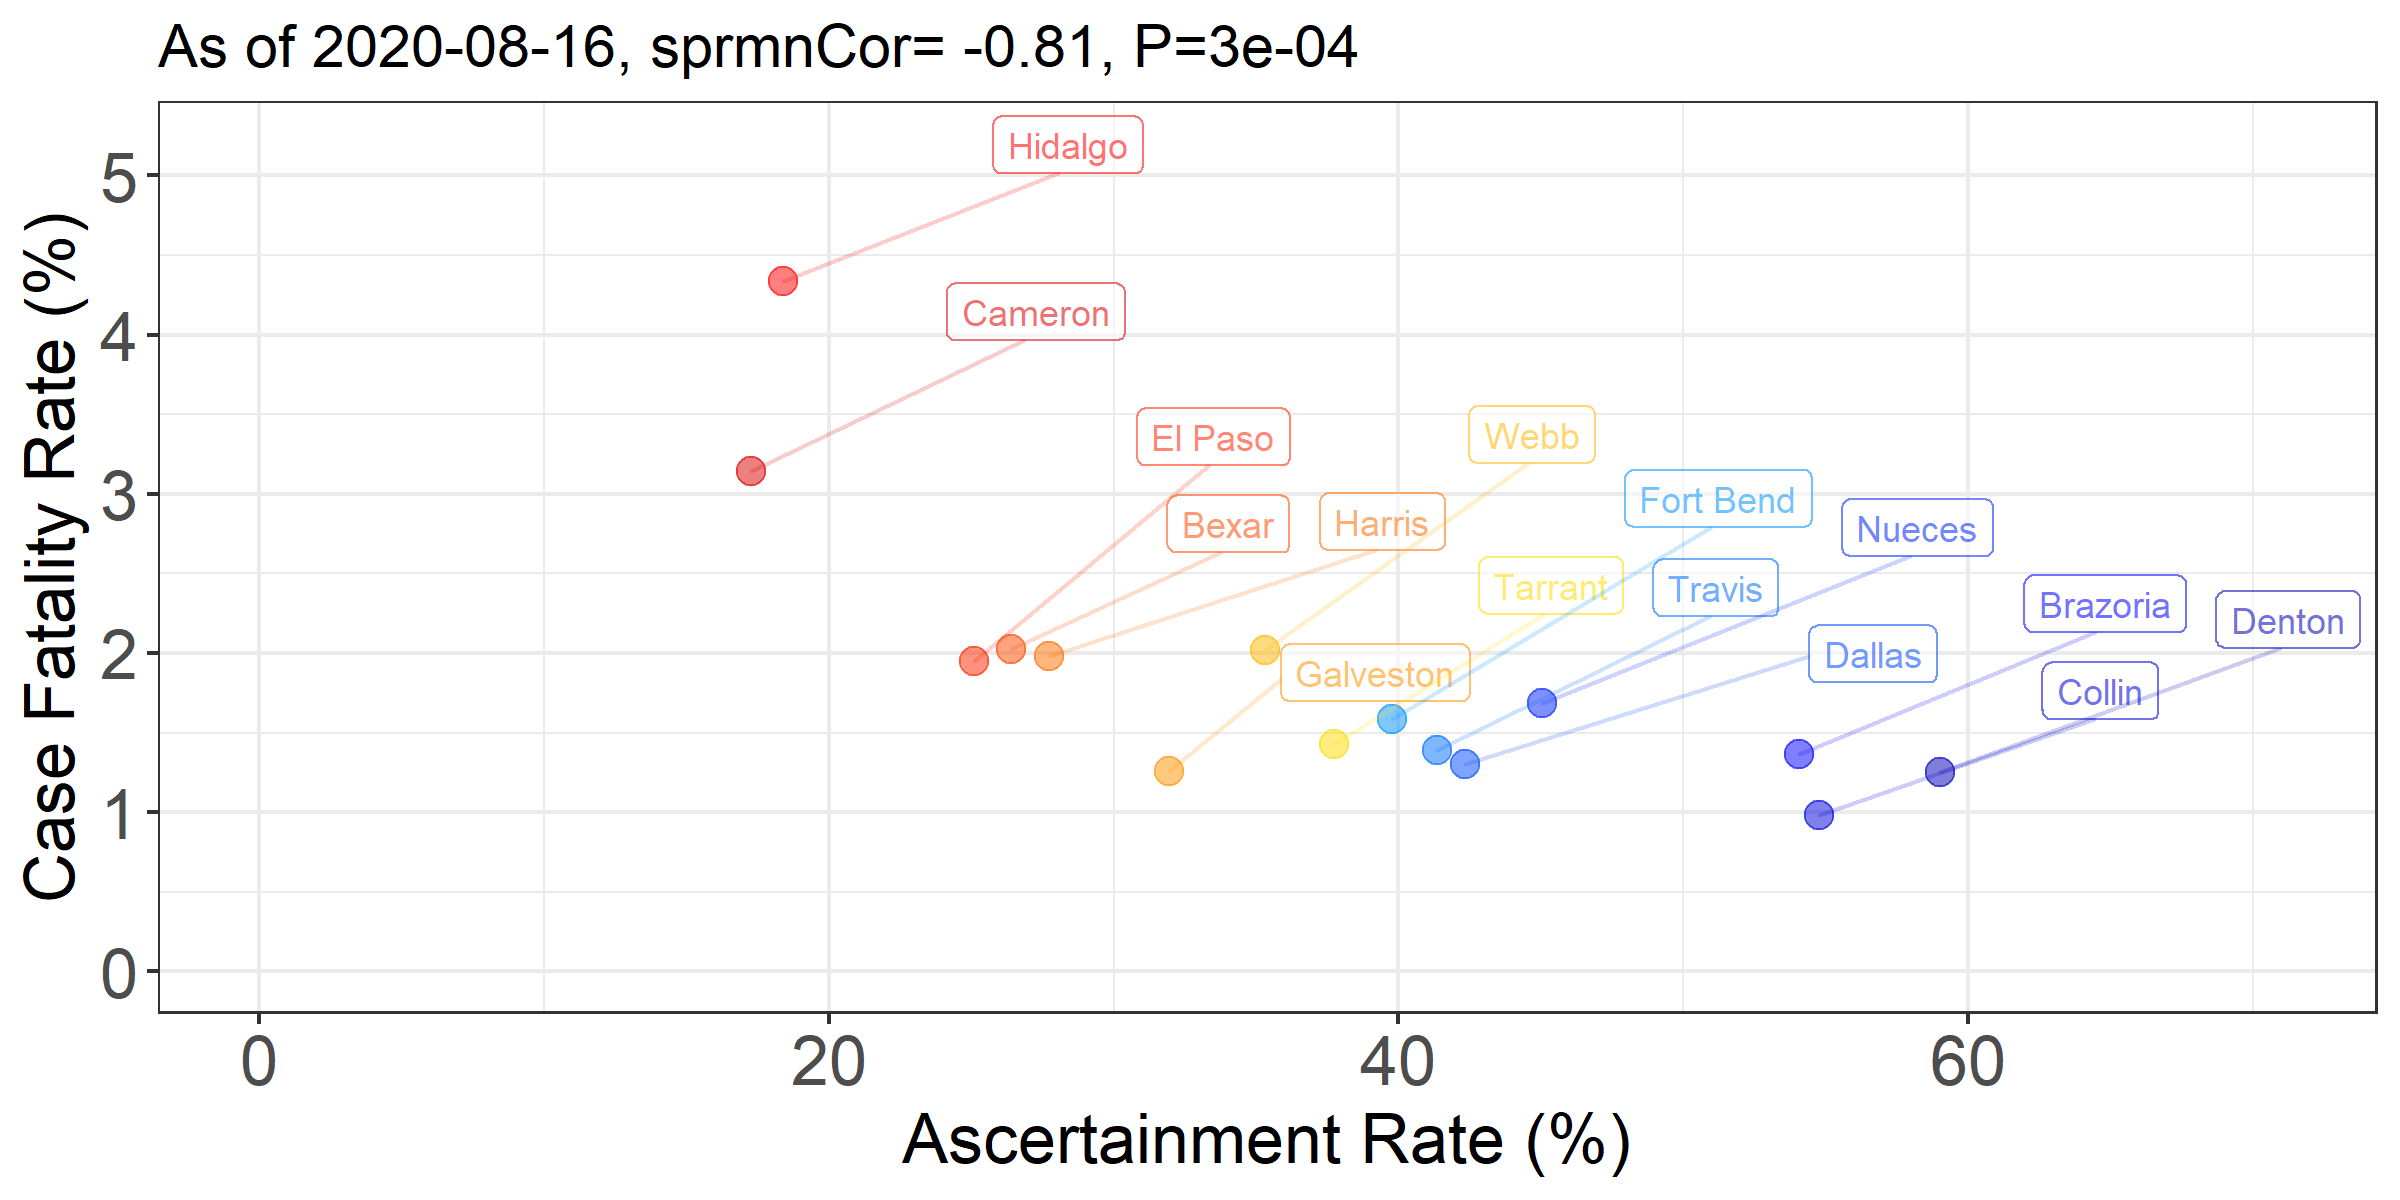 As of 2020-08-16, sprmnCor= -0.81, P=3e-04
Case Fatality Rate (%)
5
4
3
2
1
0
Hidalgo
Cameron
El Paso
Webb
Fort Bend
Bexar
Harris
Nueces
Tarrant
Travis
Brazoria
Denton
Dallas
Galveston
Collin
0 20 40 60
Ascertainment Rate (%)